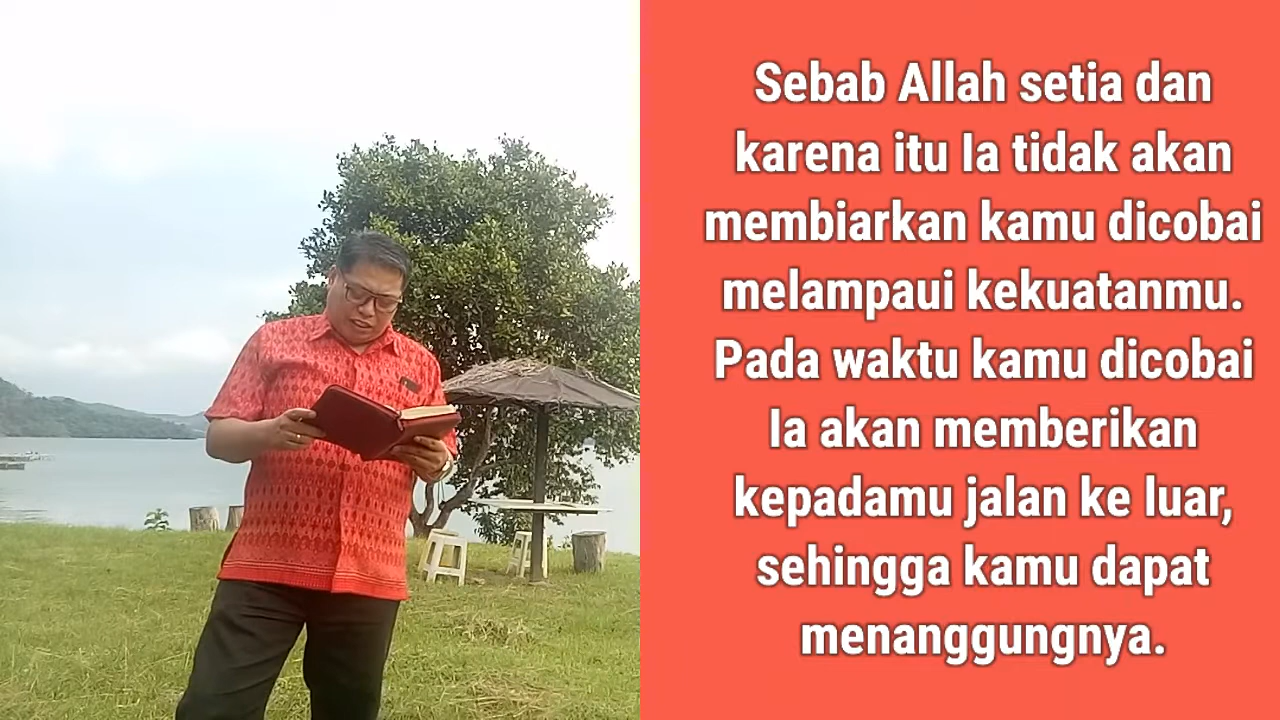 Sebab Allah setia dan
karena itu Ia tidak akan
membiarkan kamu dicobai
melampaui kekuatanmu.
Pada waktu kamu dicobai
Ia akan memberikan
kepadamu jalan ke luar,
sehingga kamu dapat
menanggungnya.